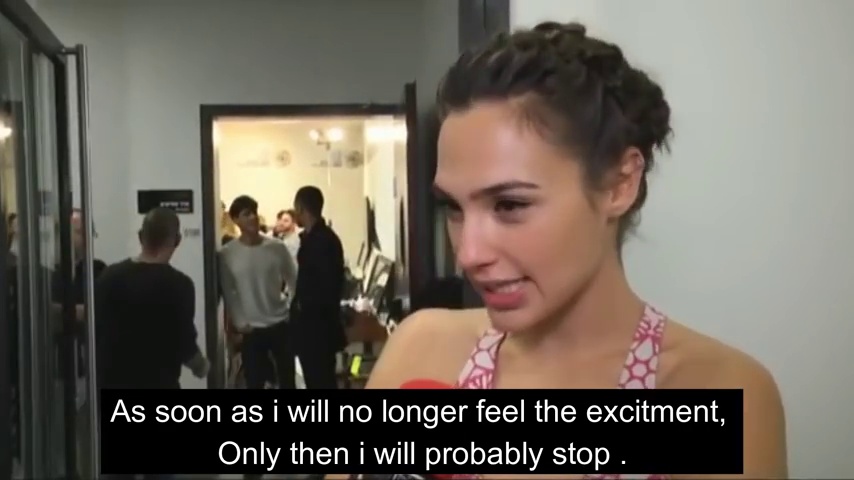 As soon as i will no longer feel the excitment,
Only then i will probably stop .